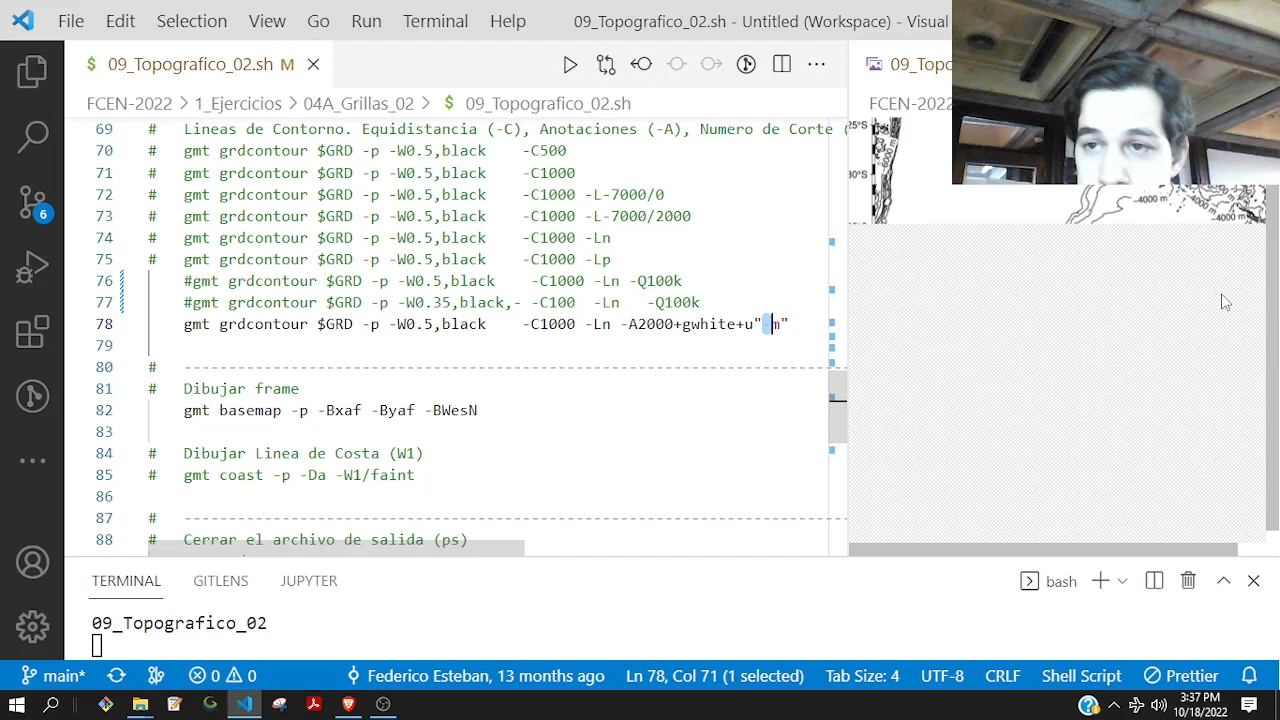 File Edit Selection View Go Run Terminal Help 09_Topografico_02.sh - Untitled (Workspace) - Visual
$ 09_Topografico_02.sh M
09_Topo
FCEN-2022 > 1_Ejercicios > 04A_Grillas_02 > $ 09_Topografico_02.sh
FCEN-2022
69 # Lineas de Contorno. Equidistancia (-C), Anotaciones (-A), Numero de Corte (
70 # gmt grdcontour $GRD -p -W0.5,black -C500
71 # gmt grdcontour $GRD -p -W0.5,black -C1000
72 # gmt grdcontour $GRD -p -W0.5,black -C1000 -L-7000/0
73 # gmt grdcontour $GRD -p -W0.5,black -C1000 -L-7000/2000
74 # gmt grdcontour $GRD -p -W0.5,black -C1000 -Ln
75 # gmt grdcontour $GRD -p -W0.5,black -C1000 -Lp
76 #gmt grdcontour $GRD -p -W0.5,black -C1000 -Ln -Q100k
77 #gmt grdcontour $GRD -p -W0.35,black,- -C100 -Ln -Q100k
78 gmt grdcontour $GRD -p -W0.5,black -C1000 -Ln -A2000+gwhite+u" m"
79
80 # ------------------------------------------------------------------------
81 # Dibujar frame
82 gmt basemap -p -Bxaf -Byaf -BWesN
83
84 # Dibujar Linea de Costa (W1)
85 # gmt coast -p -Da -W1/faint
86
87 # ------------------------------------------------------------------------
88 # Cerrar el archivo de salida (ps)
25°S
30°S
-4000 m
-4000 m
TERMINAL GITLENS JUPYTER
bash
09_Topografico_02
6
main* 0 0 Federico Esteban, 13 months ago Ln 78, Col 71 (1 selected) Tab Size: 4 UTF-8 CRLF Shell Script Prettier
3:37 PM
10/18/2022